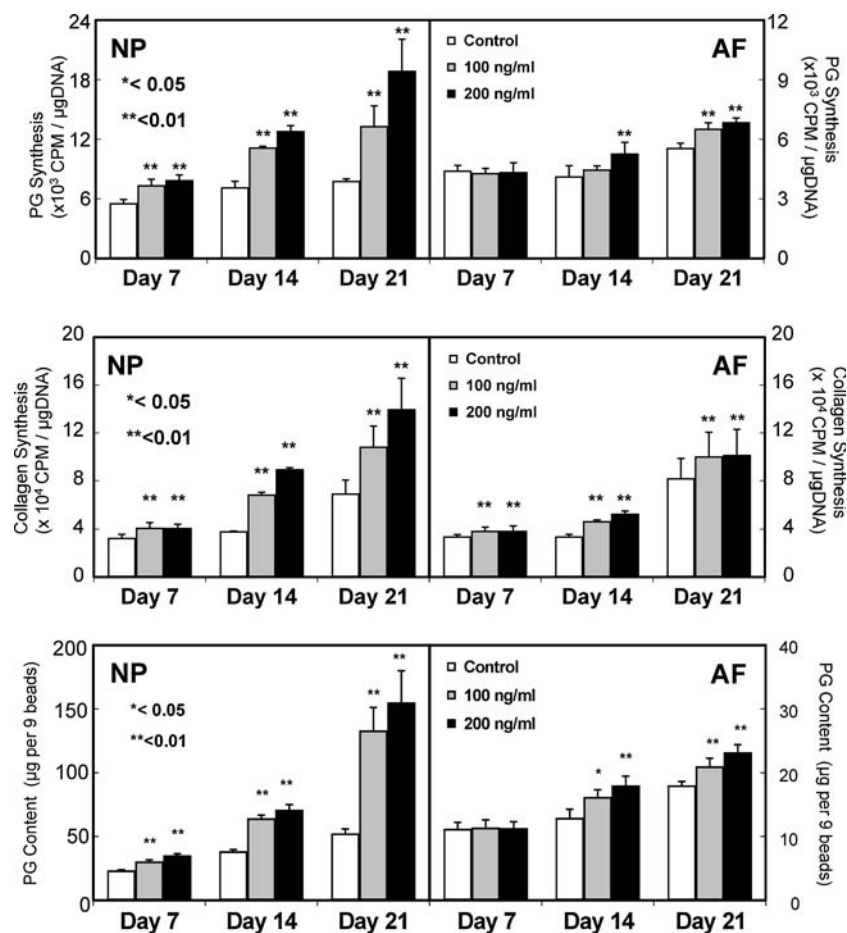 24
18
12
6
0
PG Synthesis
(x10³ CPM / µgDNA)
NP
*< 0.05
**<0.01
** **
** **
**
**
Day 7 Day 14 Day 21
Control
100 ng/ml
200 ng/ml
AF
**
** **
Day 7 Day 14 Day 21
12
9
6
3
0
PG Synthesis
(x10³ CPM / µgDNA)
20
16
12
8
4
0
Collagen Synthesis
(x 10⁴ CPM / µgDNA)
NP
*< 0.05
**<0.01
** **
**
**
**
**
Day 7 Day 14 Day 21
Control
100 ng/ml
200 ng/ml
AF
** **
** **
** **
Day 7 Day 14 Day 21
20
16
12
8
4
0
Collagen Synthesis
(x 10⁴ CPM / µgDNA)
200
150
100
50
0
PG Content (µg per 9 beads)
NP
*< 0.05
**<0.01
** **
** **
**
**
Day 7 Day 14 Day 21
Control
100 ng/ml
200 ng/ml
AF
* **
** **
Day 7 Day 14 Day 21
40
30
20
10
0
PG Content (µg per 9 beads)